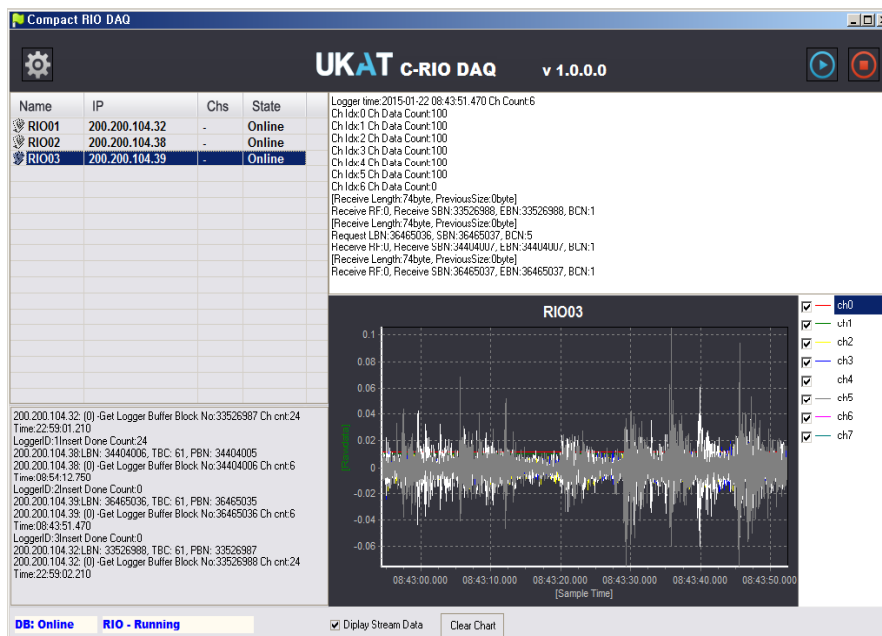 Compact RIO DAQ
UKAT C-RIO DAQ v 1.0.0.0
Name IP Chs State
RIO01 200.200.104.32 - Online
RIO02 200.200.104.38 - Online
RIO03 200.200.104.39 - Online
Logger time:2015-01-22 08:43:51.470 Ch Count:6
Ch Idx:0 Ch Data Count:100
Ch Idx:1 Ch Data Count:100
Ch Idx:2 Ch Data Count:100
Ch Idx:3 Ch Data Count:100
Ch Idx:4 Ch Data Count:100
Ch Idx:5 Ch Data Count:100
Ch Idx:6 Ch Data Count:0
[Receive Length:74byte, PreviousSize:0byte]
Receive RF:0, Receive SBN:33526988, EBN:33526988, BCN:1
[Receive Length:74byte, PreviousSize:0byte]
Request LBN:36465036, SBN:36465037, BCN:5
Receive RF:0, Receive SBN:34404007, EBN:34404007, BCN:1
[Receive Length:74byte, PreviousSize:0byte]
Receive RF:0, Receive SBN:36465037, EBN:36465037, BCN:1
200.200.104.32: (0) -Get Logger Buffer Block No:33526987 Ch cnt:24
Time:22:59:01.210
LoggerID:1Insert Done Count:24
200.200.104.38:LBN: 34404006, TBC: 61, PBN: 34404005
200.200.104.38: (0) -Get Logger Buffer Block No:34404006 Ch cnt:6
Time:08:54:12.750
LoggerID:2Insert Done Count:0
200.200.104.39:LBN: 36465036, TBC: 61, PBN: 36465035
200.200.104.39: (0) -Get Logger Buffer Block No:36465036 Ch cnt:6
Time:08:43:51.470
LoggerID:3Insert Done Count:0
200.200.104.32:LBN: 33526988, TBC: 61, PBN: 33526987
200.200.104.32: (0) -Get Logger Buffer Block No:33526988 Ch cnt:24
Time:22:59:02.210
RIO03
0.1
0.08
0.06
0.04
0.02
0
-0.02
-0.04
-0.06
[Rawdata]
08:43:00.000 08:43:10.000 08:43:20.000 08:43:30.000 08:43:40.000 08:43:50.000
[Sample Time]
ch0
ch1
ch2
ch3
ch4
ch5
ch6
ch7
DB: Online RIO - Running
Diplay Stream Data
Clear Chart